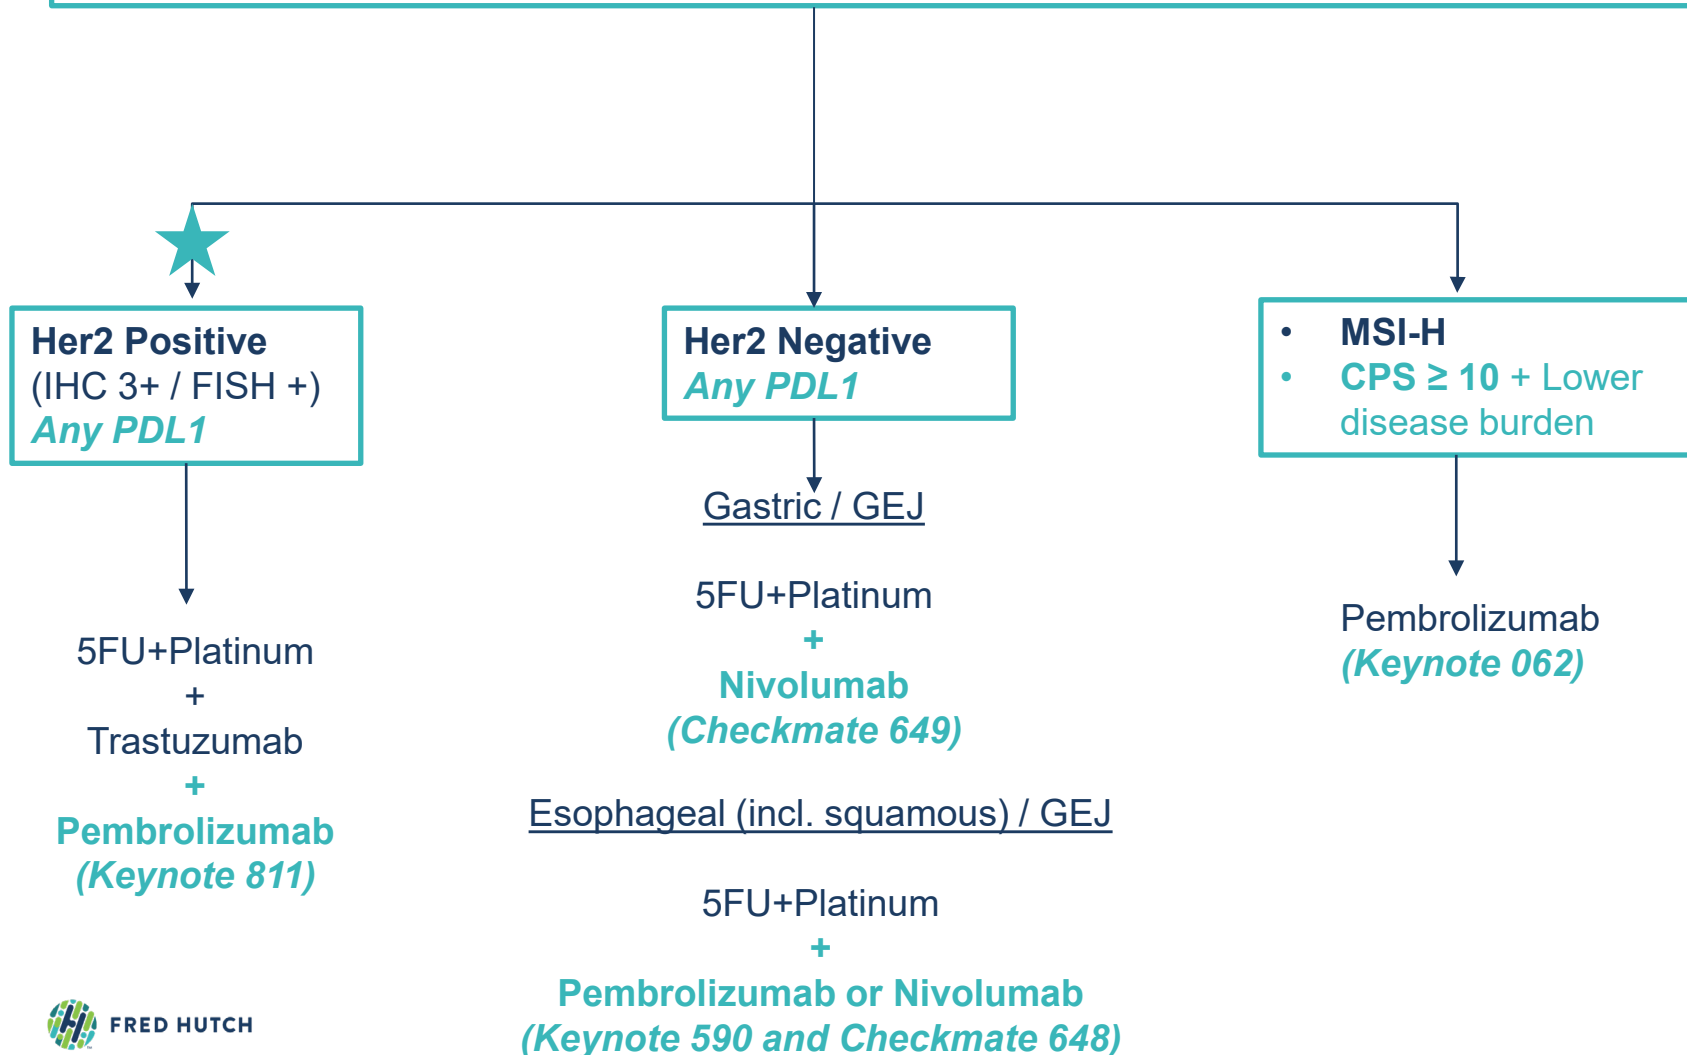 Her2 Positive
(IHC 3+ / FISH +)
Any PDL1
5FU+Platinum
+
Trastuzumab
+
Pembrolizumab
(Keynote 811)
Her2 Negative
Any PDL1
Gastric / GEJ
5FU+Platinum
+
Nivolumab
(Checkmate 649)
Esophageal (incl. squamous) / GEJ
5FU+Platinum
+
Pembrolizumab or Nivolumab
(Keynote 590 and Checkmate 648)
• MSI-H
• CPS ≥ 10 + Lower
disease burden
Pembrolizumab
(Keynote 062)
FRED HUTCH